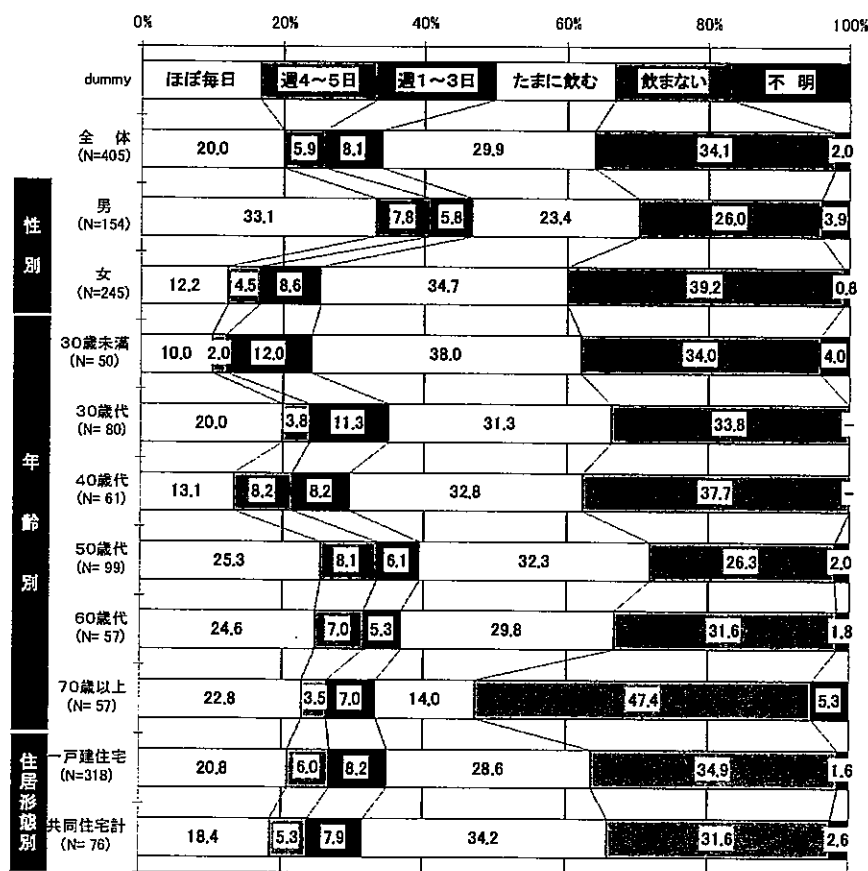 0% 20% 40% 60% 80% 100%
dummy ほぼ毎日 週4～5日 週1～3日 たまに飲む 飲まない 不 明
全 体
(N=405) 20.0 5.9 8.1 29.9 34.1 2.0
性別
男
(N=154) 33.1 7.8 5.8 23.4 26.0 3.9
女
(N=245) 12.2 4.5 8.6 34.7 39.2 0.8
年齢別
30歳未満
(N= 50) 10.0 2.0 12.0 38.0 34.0 4.0
30歳代
(N= 80) 20.0 3.8 11.3 31.3 33.8 -
40歳代
(N= 61) 13.1 8.2 8.2 32.8 37.7 -
50歳代
(N= 99) 25.3 8.1 6.1 32.3 26.3 2.0
60歳代
(N= 57) 24.6 7.0 5.3 29.8 31.6 1.8
70歳以上
(N= 57) 22.8 3.5 7.0 14.0 47.4 5.3
住居形態別
一戸建住宅
(N=318) 20.8 6.0 8.2 28.6 34.9 1.6
共同住宅計
(N= 76) 18.4 5.3 7.9 34.2 31.6 2.6